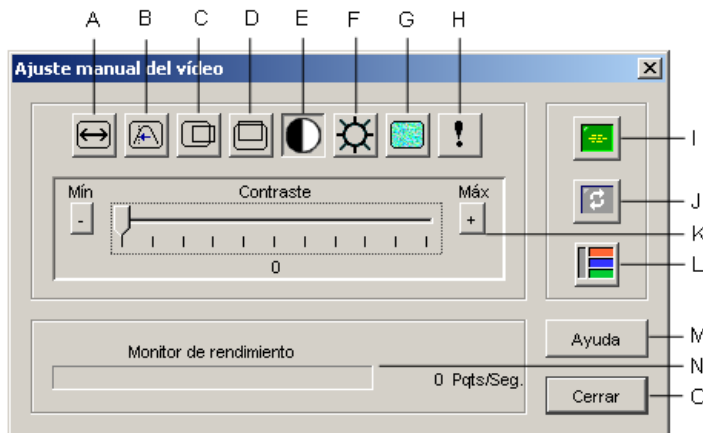 A B C D E F G H
Ajuste manual del vídeo
I
Mín Contraste Máx
J
- +
K
L
0
Ayuda
M
Monitor de rendimiento
N
0 Pqts/Seg.
Cerrar
O